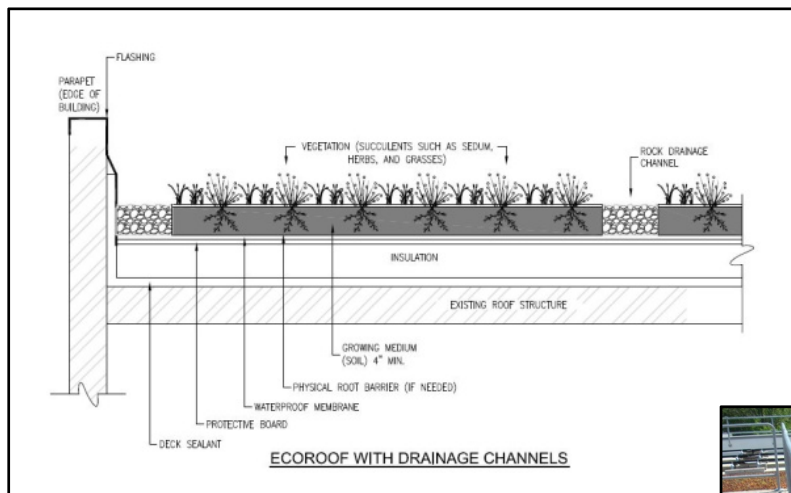 FLASHING
PARAPET
(EDGE OF
BUILDING)
VEGETATION (SUCCULENTS SUCH AS SEDUM,
HERBS, AND GRASSES)
ROCK DRAINAGE
CHANNEL
INSULATION
EXISTING ROOF STRUCTURE
GROWING MEDIUM
(SOIL) 4" MIN.
PHYSICAL ROOT BARRIER (IF NEEDED)
WATERPROOF MEMBRANE
PROTECTIVE BOARD
DECK SEALANT
ECOROOF WITH DRAINAGE CHANNELS